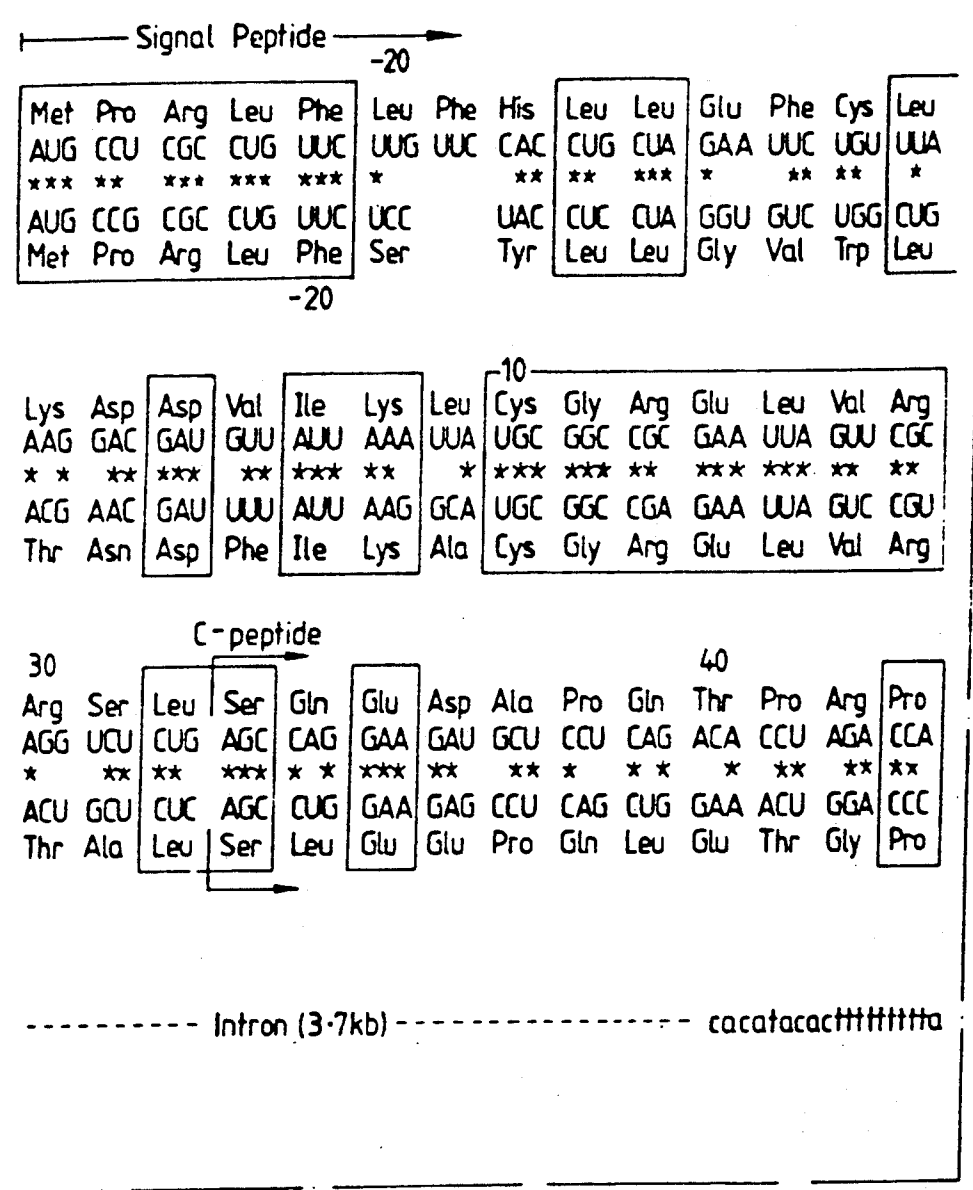 Signal Peptide
-20
Met Pro Arg Leu Phe Leu Phe His Leu Leu Glu Phe Cys Leu
AUG CCU CGC CUG UUC UUG UUC CAC CUG CUA GAA UUC UGU UUA
*** ** *** *** *** * ** ** *** * ** ** *
AUG CCG CGC CUG UUC UCC UAC CUC CUA GGU GUC UGG CUG
Met Pro Arg Leu Phe Ser Tyr Leu Leu Gly Val Trp Leu
-20
-10
Lys Asp Asp Val Ile Lys Leu Cys Gly Arg Glu Leu Val Arg
AAG GAC GAU GUU AUU AAA UUA UGC GGC CGC GAA UUA GUU CGC
* * ** *** ** *** ** * *** *** ** *** *** ** **
ACG AAC GAU UUU AUU AAG GCA UGC GGC CGA GAA UUA GUC CGU
Thr Asn Asp Phe Ile Lys Ala Cys Gly Arg Glu Leu Val Arg
C-peptide
30 40
Arg Ser Leu Ser Gln Glu Asp Ala Pro Gln Thr Pro Arg Pro
AGG UCU CUG AGC CAG GAA GAU GCU CCU CAG ACA CCU AGA CCA
* ** ** *** * * *** ** ** * * * * ** ** **
ACU GCU CUC AGC CUG GAA GAG CCU CAG CUG GAA ACU GGA CCC
Thr Ala Leu Ser Leu Glu Glu Pro Gln Leu Glu Thr Gly Pro
---------- Intron (3·7kb) ---------------- cacatacacttttttttta